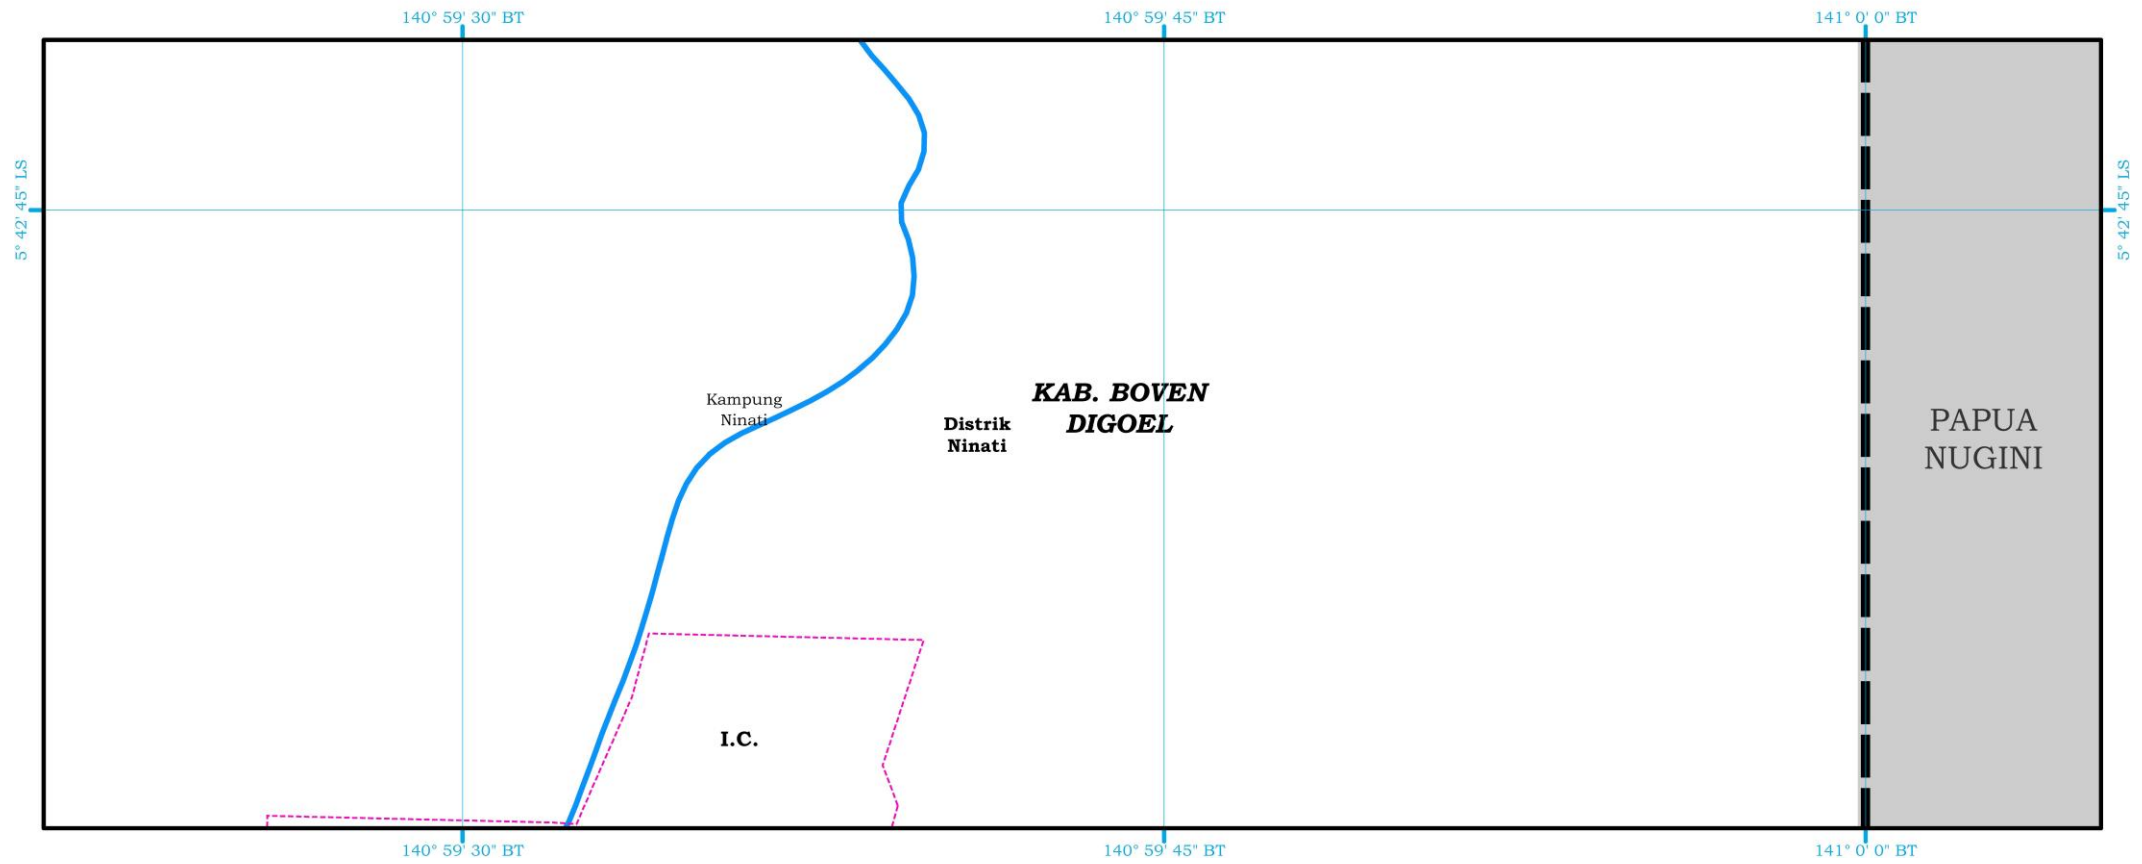 140° 59' 30" BT
140° 59' 45" BT
141° 0' 0" BT
5° 42' 45" LS
5° 42' 45" LS
KAB. BOVEN
DIGOEL
Kampung
Ninati
Distrik
Ninati
PAPUA
NUGINI
I.C.
140° 59' 30" BT
140° 59' 45" BT
141° 0' 0" BT